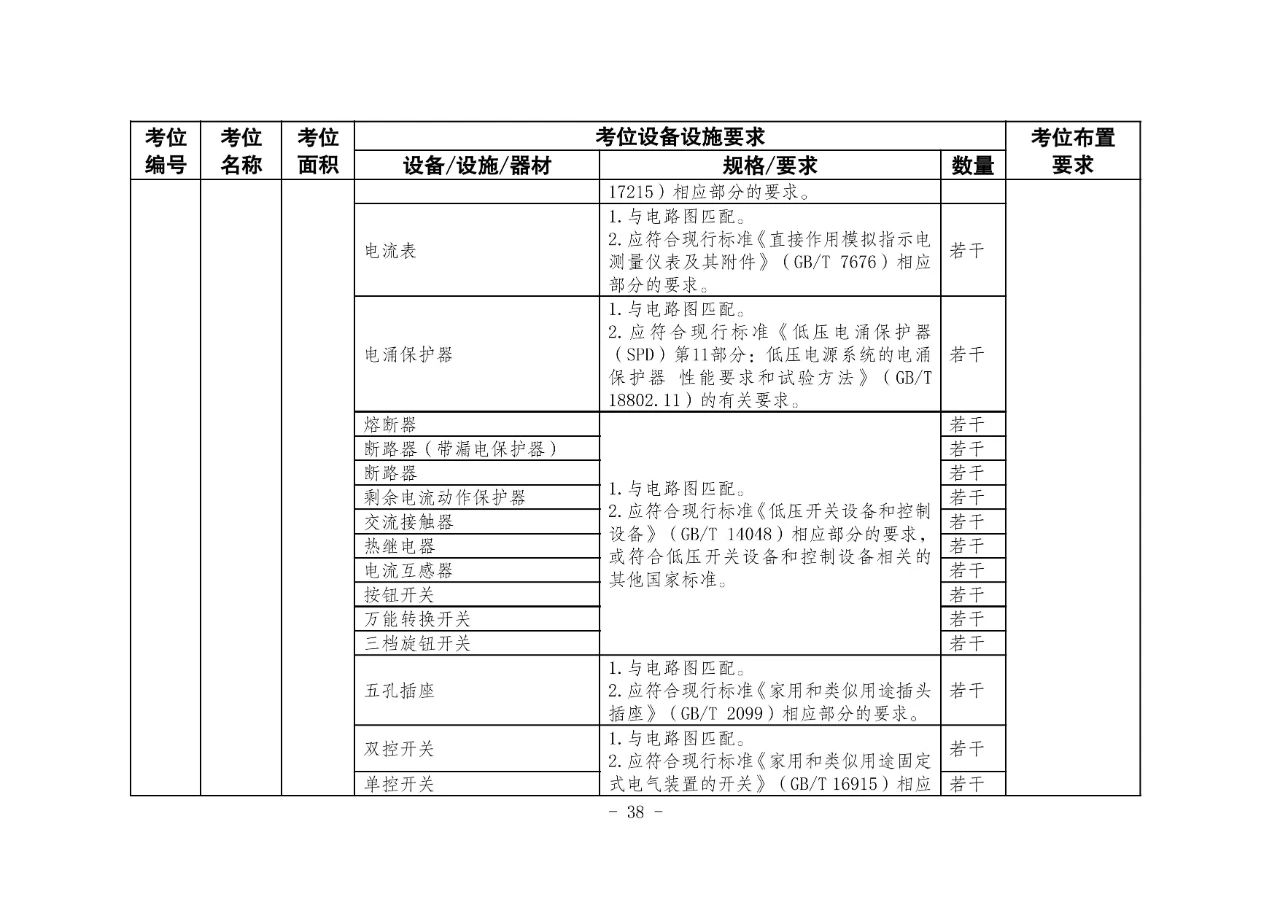 考位 考位 考位 考位设备设施要求 考位布置
编号 名称 面积 设备/设施/器材 规格/要求 数量 要求
17215）相应部分的要求。
电流表
1.与电路图匹配。
2.应符合现行标准《直接作用模拟指示电
测量仪表及其附件》（GB/T 7676）相应
部分的要求。
若干
电涌保护器
1.与电路图匹配。
2.应符合现行标准《低压电涌保护器
（SPD）第11部分：低压电源系统的电涌
保护器 性能要求和试验方法》（GB/T
18802.11）的有关要求。
若干
熔断器 若干
断路器（带漏电保护器） 若干
断路器 若干
剩余电流动作保护器 若干
交流接触器 若干
热继电器 若干
电流互感器 若干
按钮开关 若干
万能转换开关 若干
三档旋钮开关 若干
1.与电路图匹配。
2.应符合现行标准《低压开关设备和控制
设备》（GB/T 14048）相应部分的要求，
或符合低压开关设备和控制设备相关的
其他国家标准。
五孔插座
1.与电路图匹配。
2.应符合现行标准《家用和类似用途插头
插座》（GB/T 2099）相应部分的要求。
若干
双控开关 若干
单控开关 若干
1.与电路图匹配。
2.应符合现行标准《家用和类似用途固定
式电气装置的开关》（GB/T 16915）相应
- 38 -